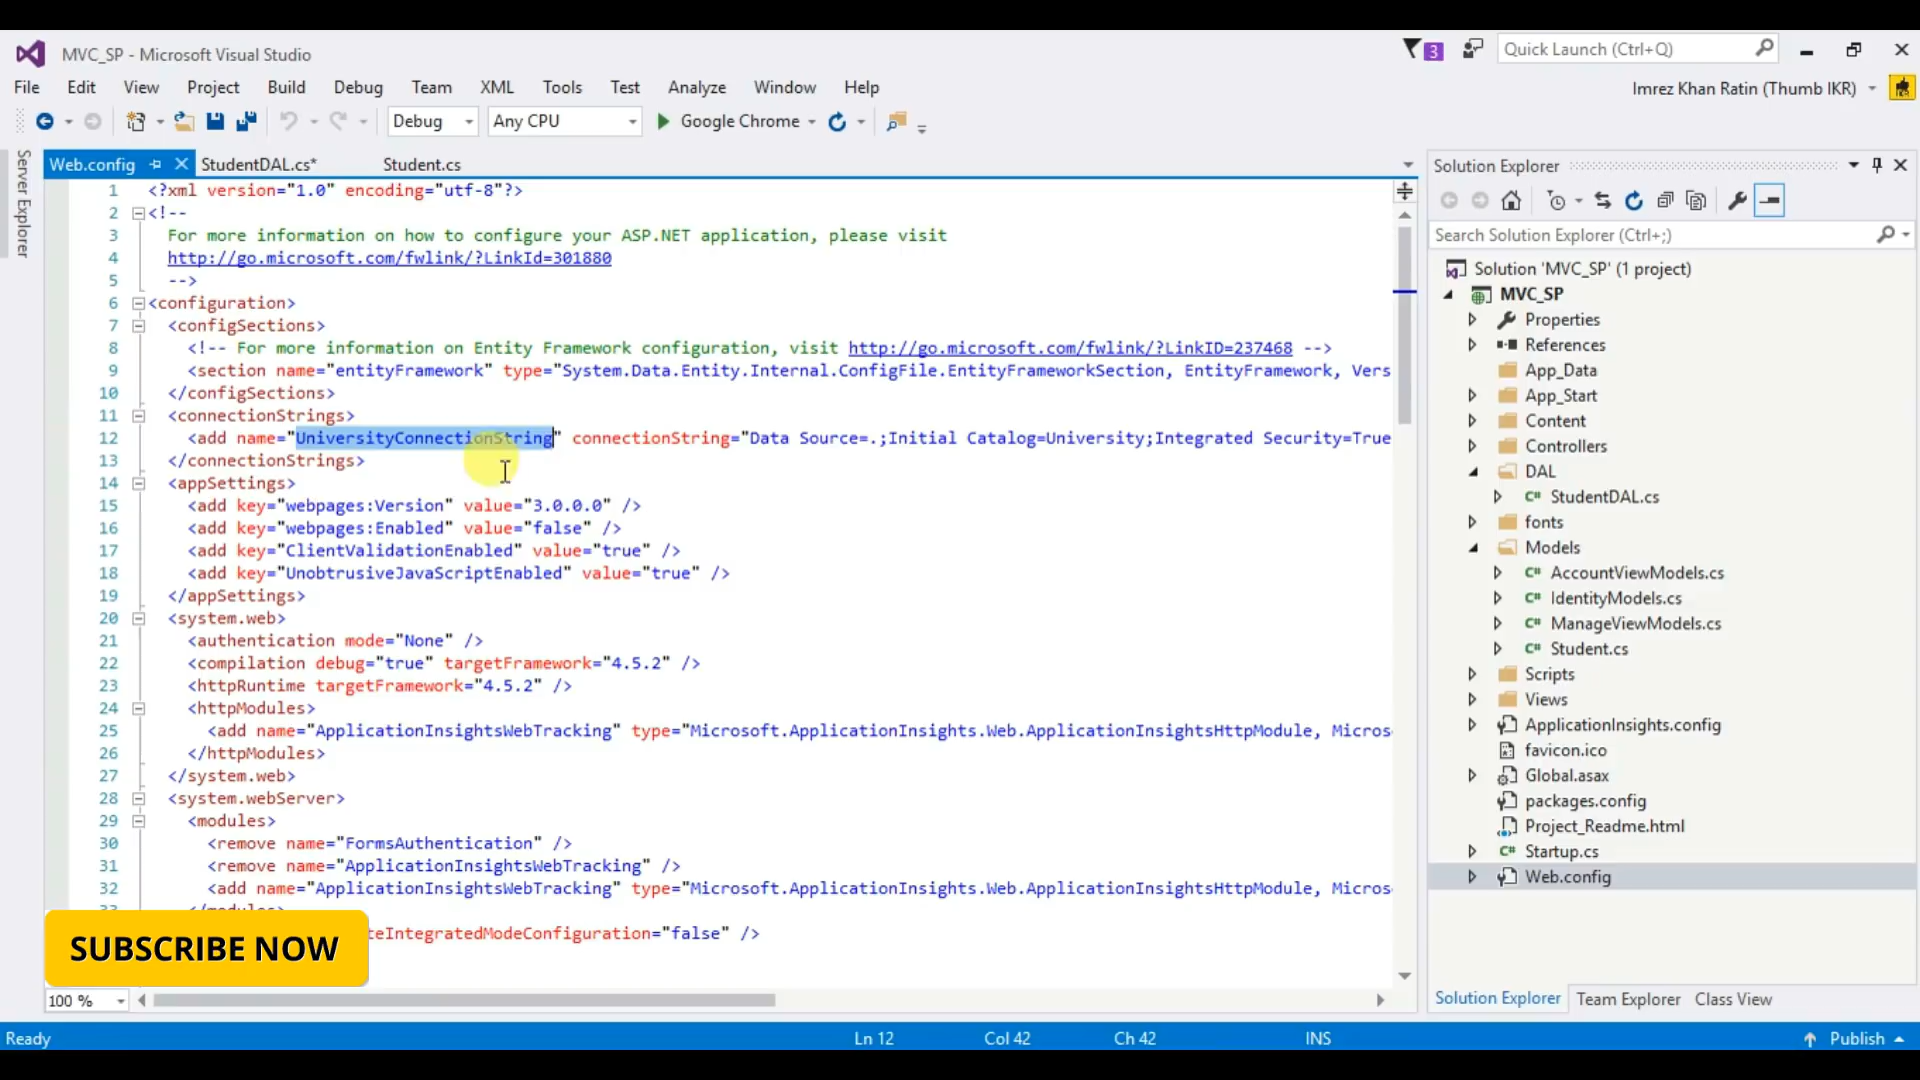 MVC_SP - Microsoft Visual Studio
3
Quick Launch (Ctrl+Q)
File Edit View Project Build Debug Team XML Tools Test Analyze Window Help
Imrez Khan Ratin (Thumb IKR)
Debug Any CPU Google Chrome
Server Explorer
Web.config StudentDAL.cs* Student.cs
1 <?xml version="1.0" encoding="utf-8"?>
2 <!--
3 For more information on how to configure your ASP.NET application, please visit
4 http://go.microsoft.com/fwlink/?LinkId=301880
5 -->
6 <configuration>
7 <configSections>
8 <!-- For more information on Entity Framework configuration, visit http://go.microsoft.com/fwlink/?LinkID=237468 -->
9 <section name="entityFramework" type="System.Data.Entity.Internal.ConfigFile.EntityFrameworkSection, EntityFramework, Vers
10 </configSections>
11 <connectionStrings>
12 <add name="UniversityConnectionString" connectionString="Data Source=.;Initial Catalog=University;Integrated Security=True
13 </connectionStrings>
14 <appSettings>
15 <add key="webpages:Version" value="3.0.0.0" />
16 <add key="webpages:Enabled" value="false" />
17 <add key="ClientValidationEnabled" value="true" />
18 <add key="UnobtrusiveJavaScriptEnabled" value="true" />
19 </appSettings>
20 <system.web>
21 <authentication mode="None" />
22 <compilation debug="true" targetFramework="4.5.2" />
23 <httpRuntime targetFramework="4.5.2" />
24 <httpModules>
25 <add name="ApplicationInsightsWebTracking" type="Microsoft.ApplicationInsights.Web.ApplicationInsightsHttpModule, Micros
26 </httpModules>
27 </system.web>
28 <system.webServer>
29 <modules>
30 <remove name="FormsAuthentication" />
31 <remove name="ApplicationInsightsWebTracking" />
32 <add name="ApplicationInsightsWebTracking" type="Microsoft.ApplicationInsights.Web.ApplicationInsightsHttpModule, Micros
teIntegratedModeConfiguration="false" />
SUBSCRIBE NOW
100 %
Solution Explorer
Search Solution Explorer (Ctrl+;)
Solution 'MVC_SP' (1 project)
MVC_SP
Properties
References
App_Data
App_Start
Content
Controllers
DAL
C# StudentDAL.cs
fonts
Models
C# AccountViewModels.cs
C# IdentityModels.cs
C# ManageViewModels.cs
C# Student.cs
Scripts
Views
ApplicationInsights.config
favicon.ico
Global.asax
packages.config
Project_Readme.html
C# Startup.cs
Web.config
Solution Explorer Team Explorer Class View
Ready Ln 12 Col 42 Ch 42 INS Publish